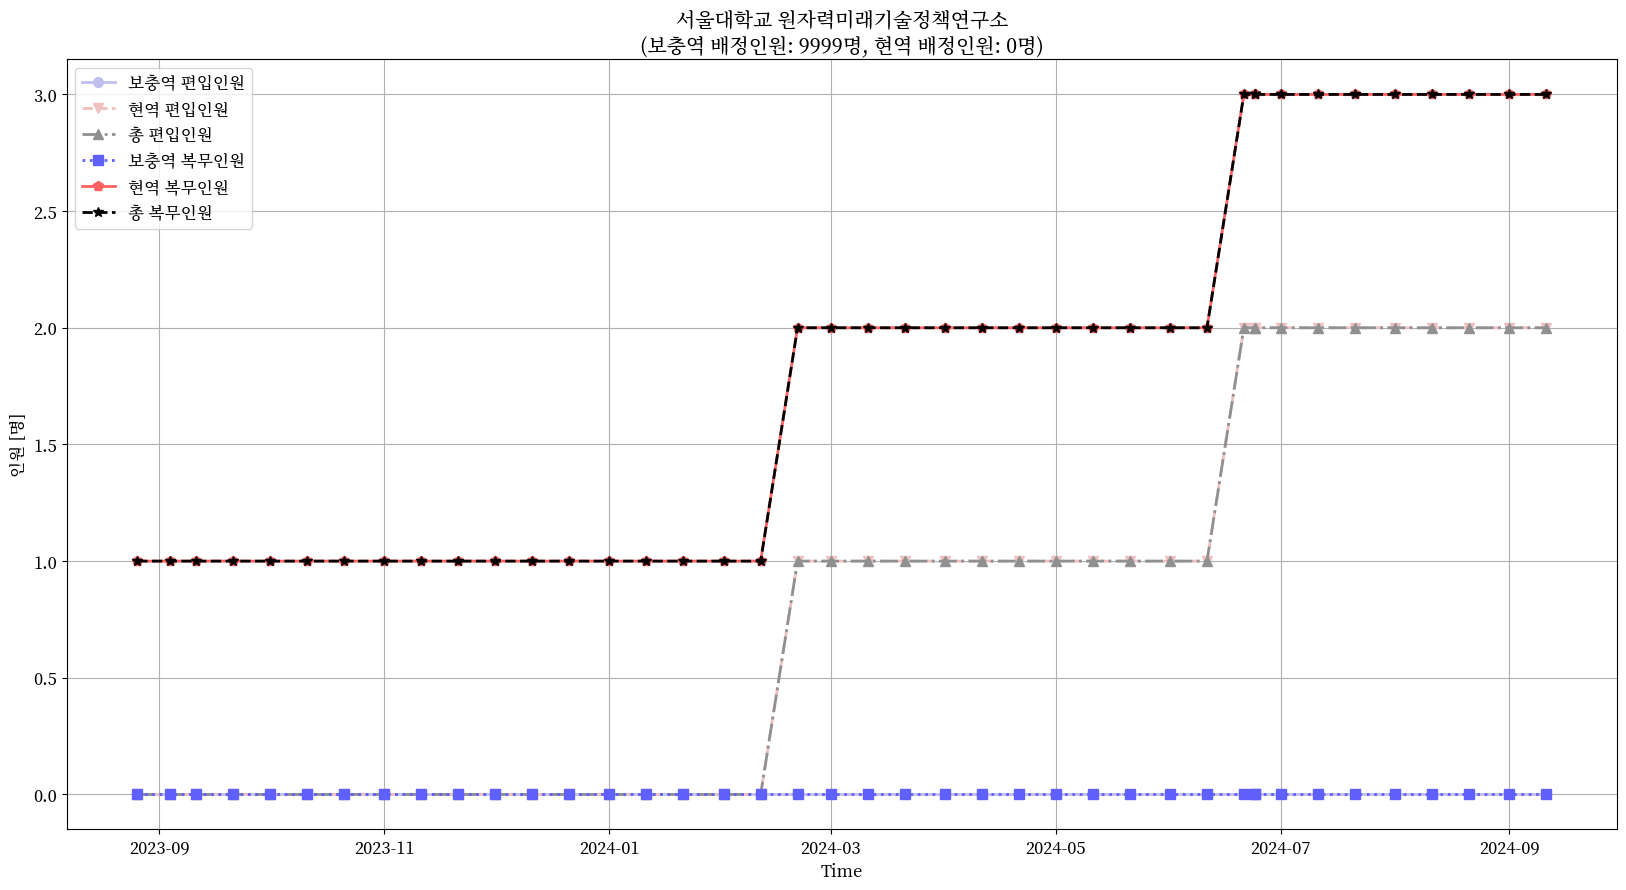 서울대학교 원자력미래기술정책연구소
(보충역 배정인원: 9999명, 현역 배정인원: 0명)
보충역 편입인원
현역 편입인원
총 편입인원
보충역 복무인원
현역 복무인원
총 복무인원
인원 [명]
3.0
2.5
2.0
1.5
1.0
0.5
0.0
2023-09
2023-11
2024-01
2024-03
2024-05
2024-07
2024-09
Time